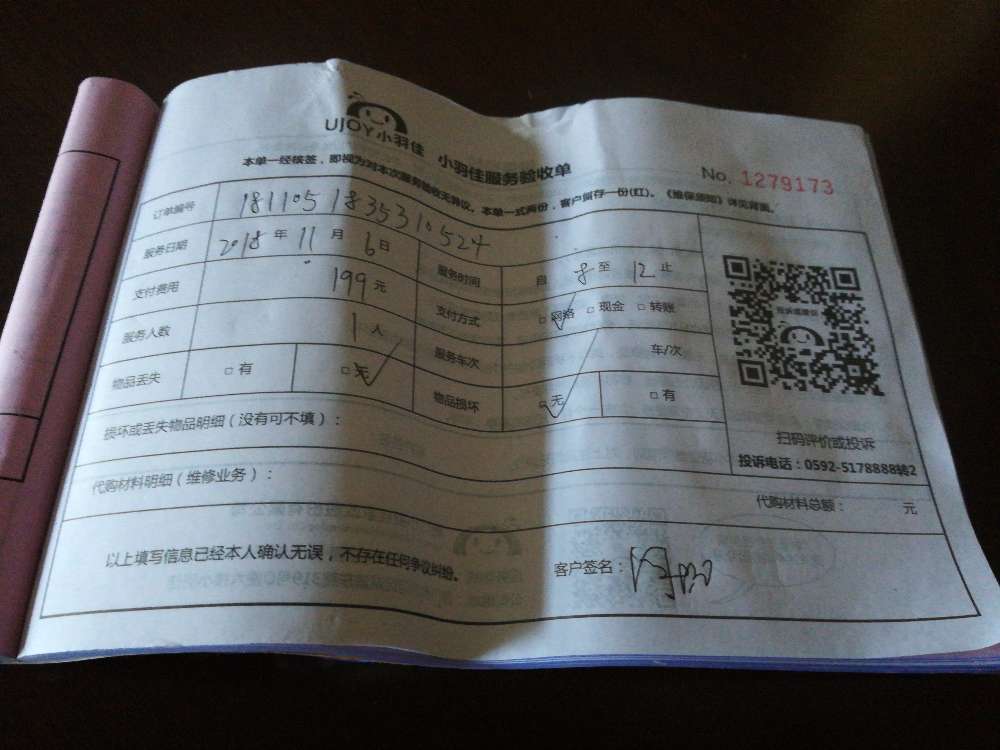 UJOY小羽佳 小羽佳服务验收单
本单一经核签，即视为对本次服务验收无异议。本单一式两份，客户留存一份(红)。《维保须知》详见背面。
No. 1279173
订单编号 18110518353310524
服务日期 2018 年 11 月 6 日 服务时间 自 8 至 12 止
支付费用 199 元 支付方式 □ 网络 □ 现金 □ 转账
服务人数 1 人 服务车次 车/次
物品丢失 □ 有 □ 无 物品损坏 □ 无 □ 有
扫码评价或投诉
投诉电话：0592-5178888转2
损坏或丢失物品明细（没有可不填）：
代购材料明细（维修业务）：
代购材料总额： 元
以上填写信息已经本人确认无误，不存在任何争议纠纷。
客户签名：